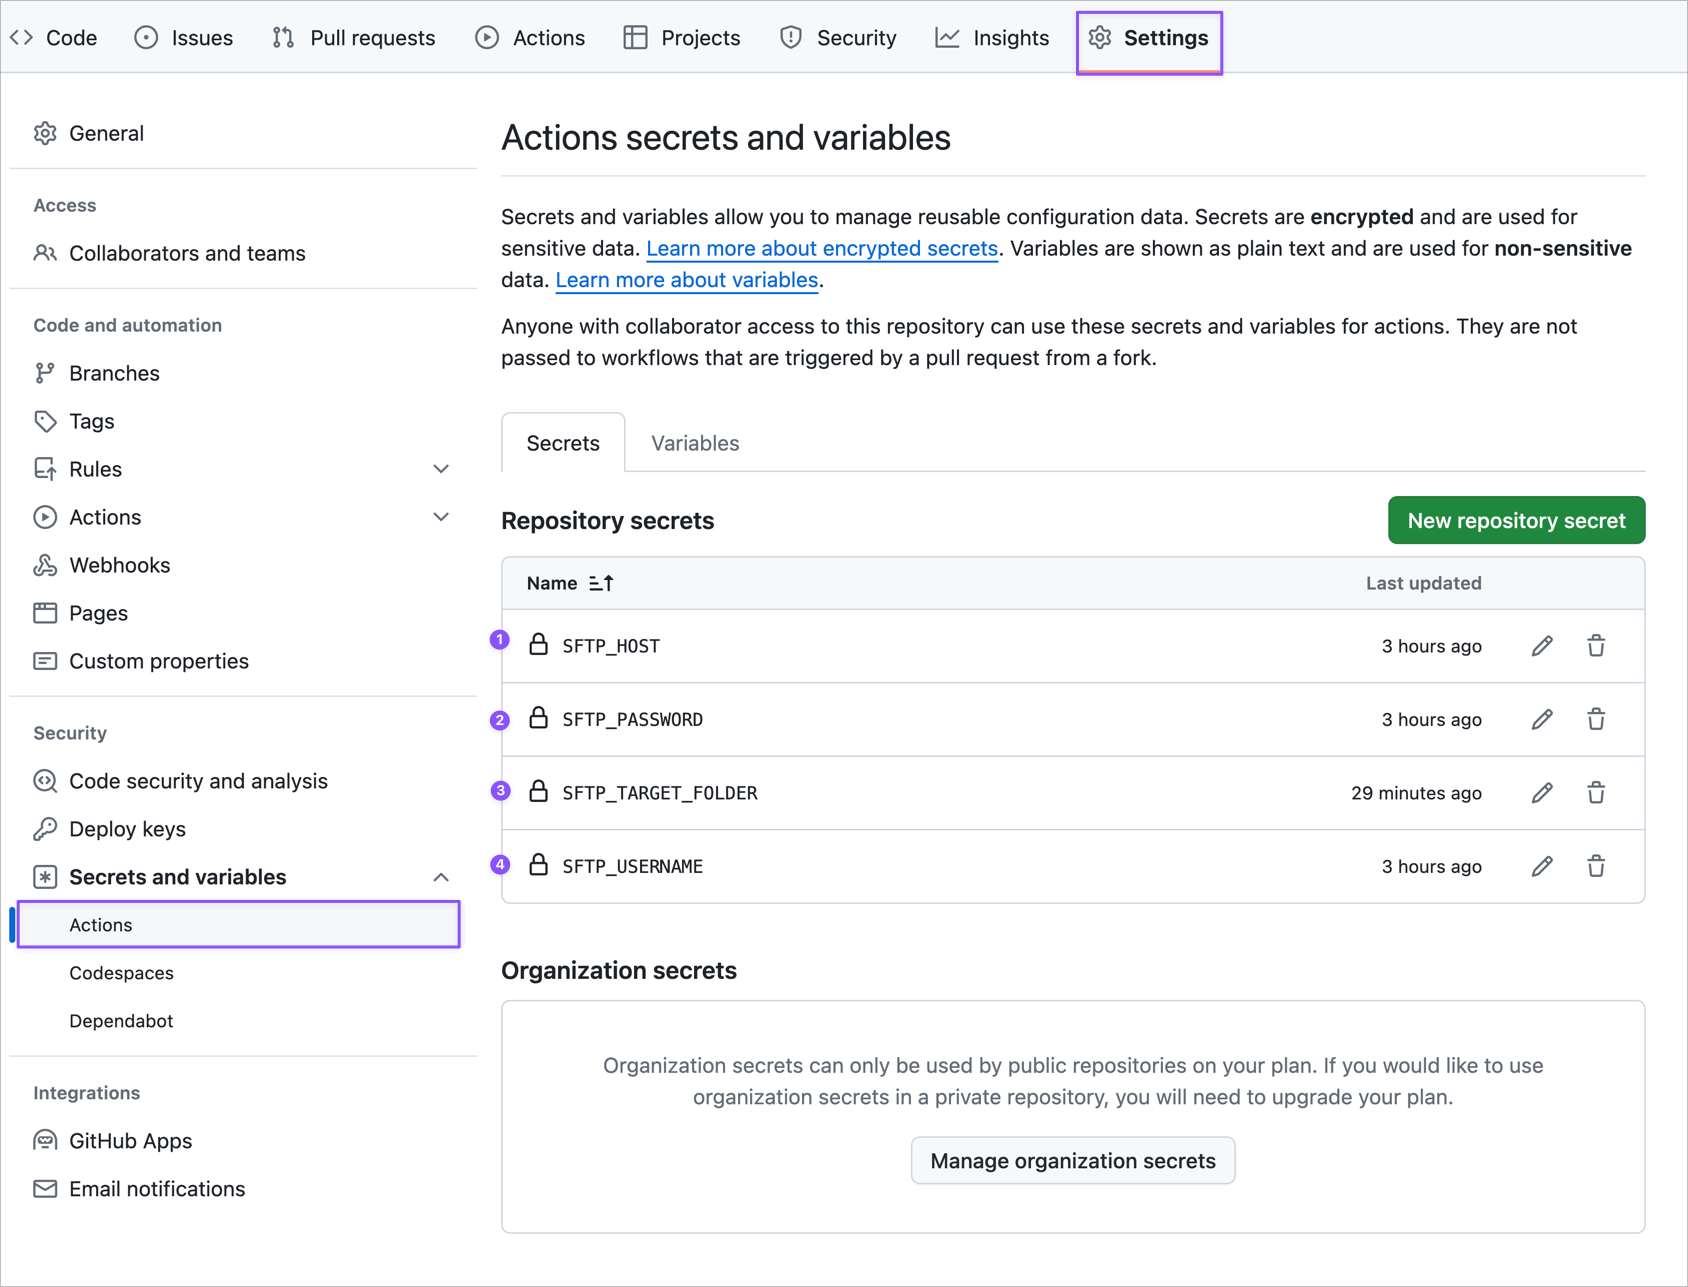 Code Issues Pull requests Actions Projects Security Insights Settings
General
Access
Collaborators and teams
Code and automation
Branches
Tags
Rules
Actions
Webhooks
Pages
Custom properties
Security
Code security and analysis
Deploy keys
Secrets and variables
Actions
Codespaces
Dependabot
Integrations
GitHub Apps
Email notifications
Actions secrets and variables
Secrets and variables allow you to manage reusable configuration data. Secrets are encrypted and are used for
sensitive data. Learn more about encrypted secrets. Variables are shown as plain text and are used for non-sensitive
data. Learn more about variables.
Anyone with collaborator access to this repository can use these secrets and variables for actions. They are not
passed to workflows that are triggered by a pull request from a fork.
Secrets Variables
Repository secrets New repository secret
Name Last updated
1 SFTP_HOST 3 hours ago
2 SFTP_PASSWORD 3 hours ago
3 SFTP_TARGET_FOLDER 29 minutes ago
4 SFTP_USERNAME 3 hours ago
Organization secrets
Organization secrets can only be used by public repositories on your plan. If you would like to use
organization secrets in a private repository, you will need to upgrade your plan.
Manage organization secrets